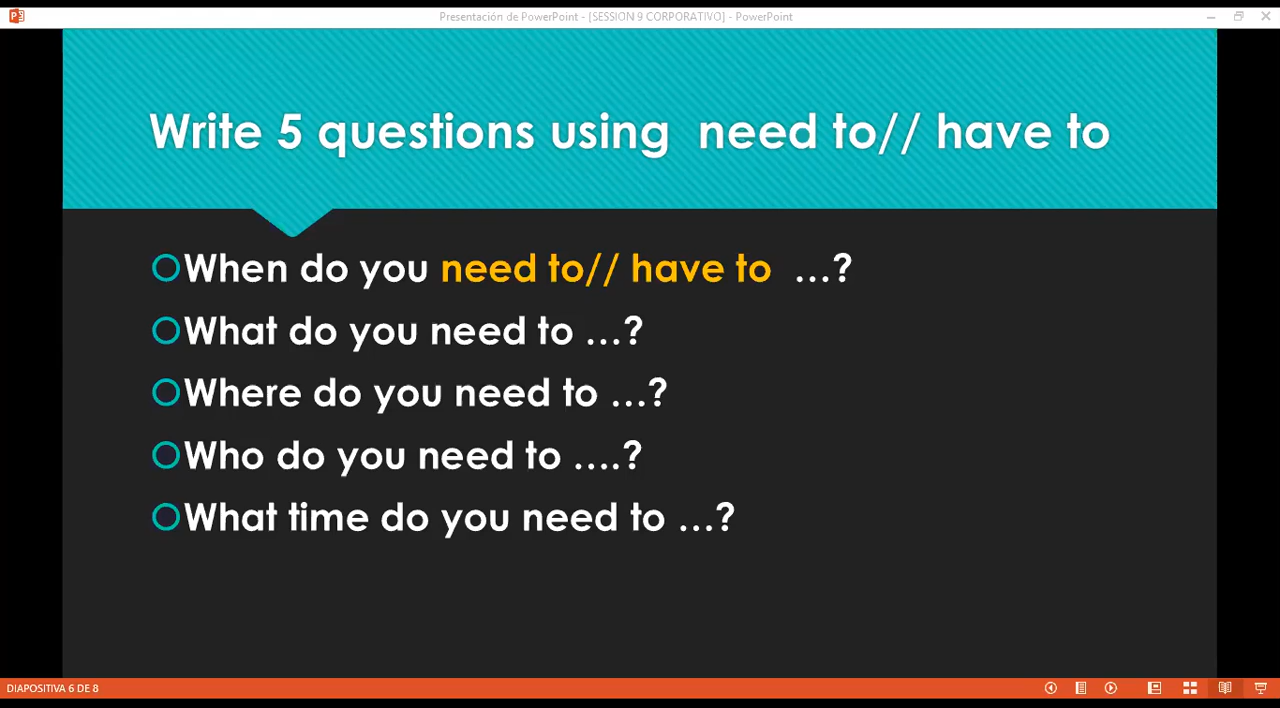 Presentación de PowerPoint - [SESSION 9 CORPORATIVO] - PowerPoint
Write 5 questions using need to// have to
When do you need to// have to ...?
What do you need to ...?
Where do you need to ...?
Who do you need to ....?
What time do you need to ...?
DIAPOSITIVA 6 DE 8